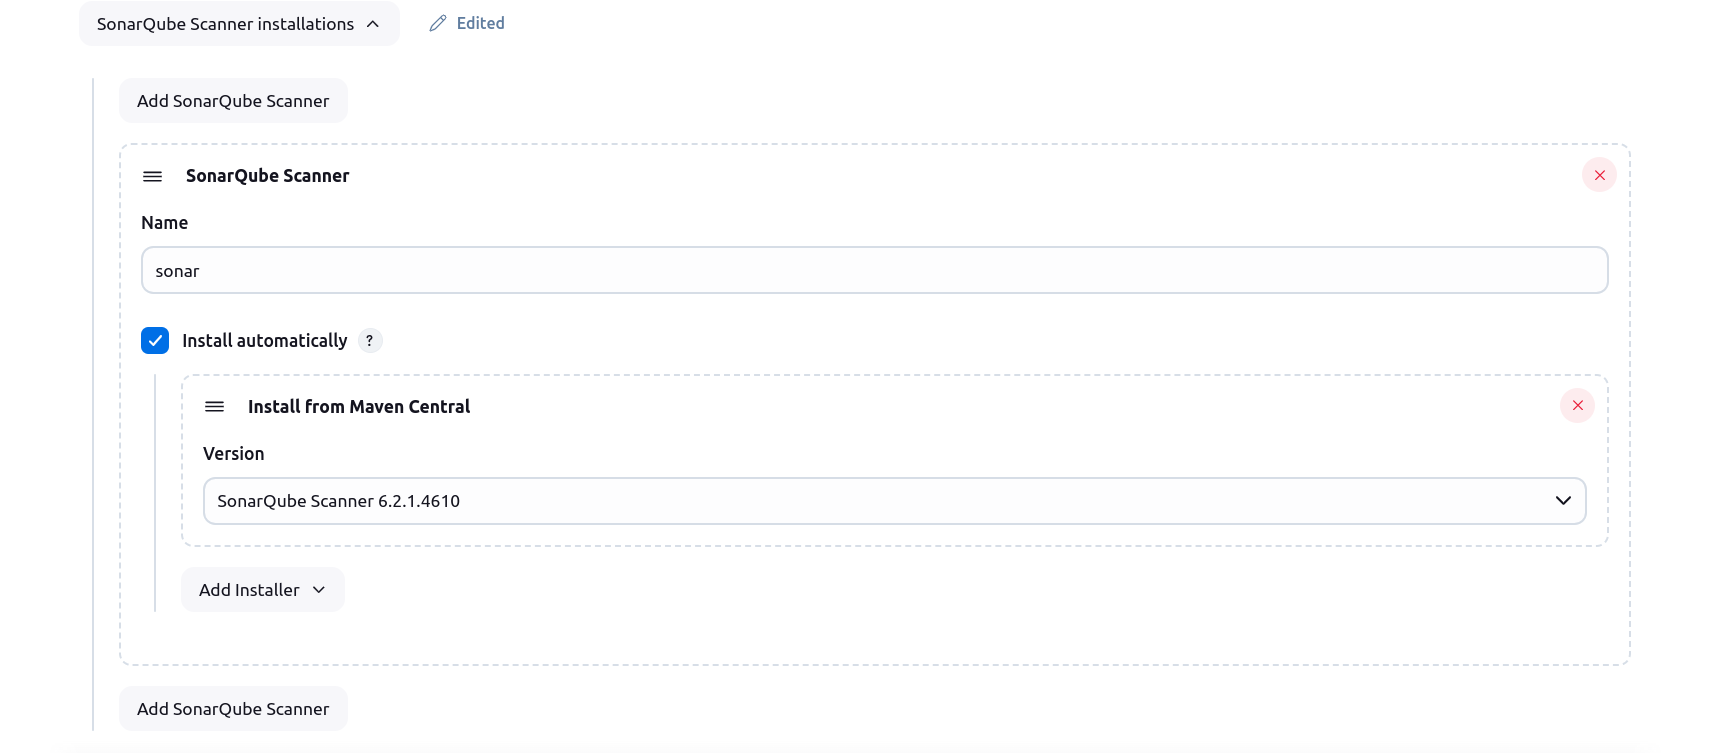 SonarQube Scanner installations
Edited
Add SonarQube Scanner
SonarQube Scanner
Name
sonar
Install automatically ?
Install from Maven Central
Version
SonarQube Scanner 6.2.1.4610
Add Installer
Add SonarQube Scanner